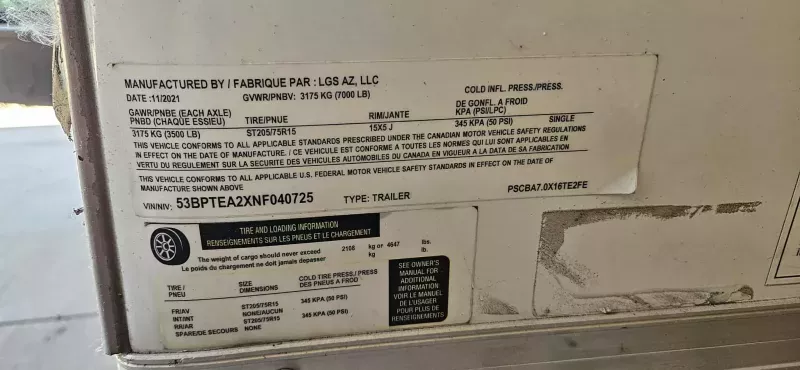 MANUFACTURED BY / FABRIQUE PAR : LGS AZ, LLC
DATE :11/2021 GVWR/PNBV: 3175 KG (7000 LB)
COLD INFL. PRESS./PRESS.
DE GONFL. A FROID
GAWR/PNBE (EACH AXLE)
PNBD (CHAQUE ESSIEU) TIRE/PNUE RIM/JANTE KPA (PSI/LPC) SINGLE
3175 KG (3500 LB) ST205/75R15 15X5 J 345 KPA (50 PSI)
THIS VEHICLE CONFORMS TO ALL APPLICABLE STANDARDS PRESCRIBED UNDER THE CANADIAN MOTOR VEHICLE SAFETY REGULATIONS
IN EFFECT ON THE DATE OF MANUFACTURE. / CE VEHICULE EST CONFORME A TOUTES LES NORMES QUI LUI SONT APPLICABLES EN
VERTU DU REGLEMENT SUR LA SECURITE DES VEHICULES AUTOMOBILES DU CANADA EN VIGUEUR A LA DATE DE SA FABRICATION
THIS VEHICLE CONFORMS TO ALL APPLICABLE U.S. FEDERAL MOTOR VEHICLE SAFETY STANDARDS IN EFFECT ON THE DATE OF
MANUFACTURE SHOWN ABOVE
PSCBA7.0X16TE2FE
VIN/NIV: 53BPTEA2XNF040725 TYPE: TRAILER
TIRE AND LOADING INFORMATION
RENSEIGNEMENTS SUR LES PNEUS ET LE CHARGEMENT
The weight of cargo should never exceed 2108 kg or 4647 lbs.
Le poids du chargement ne doit jamais depasser kg lb.
TIRE / SIZE COLD TIRE PRESS./PRESS
PNEU DIMENSIONS DES PNEUS A FROD
FR/AV ST205/75R15 345 KPA (50 PSI)
INT/INT NONE/AUCUN
RR/AR ST205/75R15 345 KPA (50 PSI)
SPARE/DE SECOURS NONE
SEE OWNER'S
MANUAL FOR
ADDITIONAL
INFORMATION
VOIR LE MANUEL
DE L'USAGER
POUR PLUS DE
RENSEIGNEMENTS